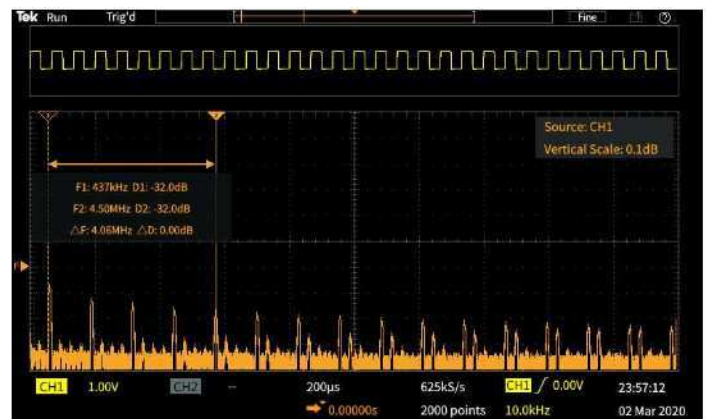 Tek Run Trig'd Fine
Source: CH1
Vertical Scale: 0.1dB
F1: 437kHz D1: -32.0dB
F2: 4.50MHz D2: -32.0dB
△F: 4.06MHz △D: 0.00dB
CH1 1.00V CH2 -- 200µs 625kS/s CH1 / 0.00V 23:57:12
0.00000s 2000 points 10.0kHz 02 Mar 2020